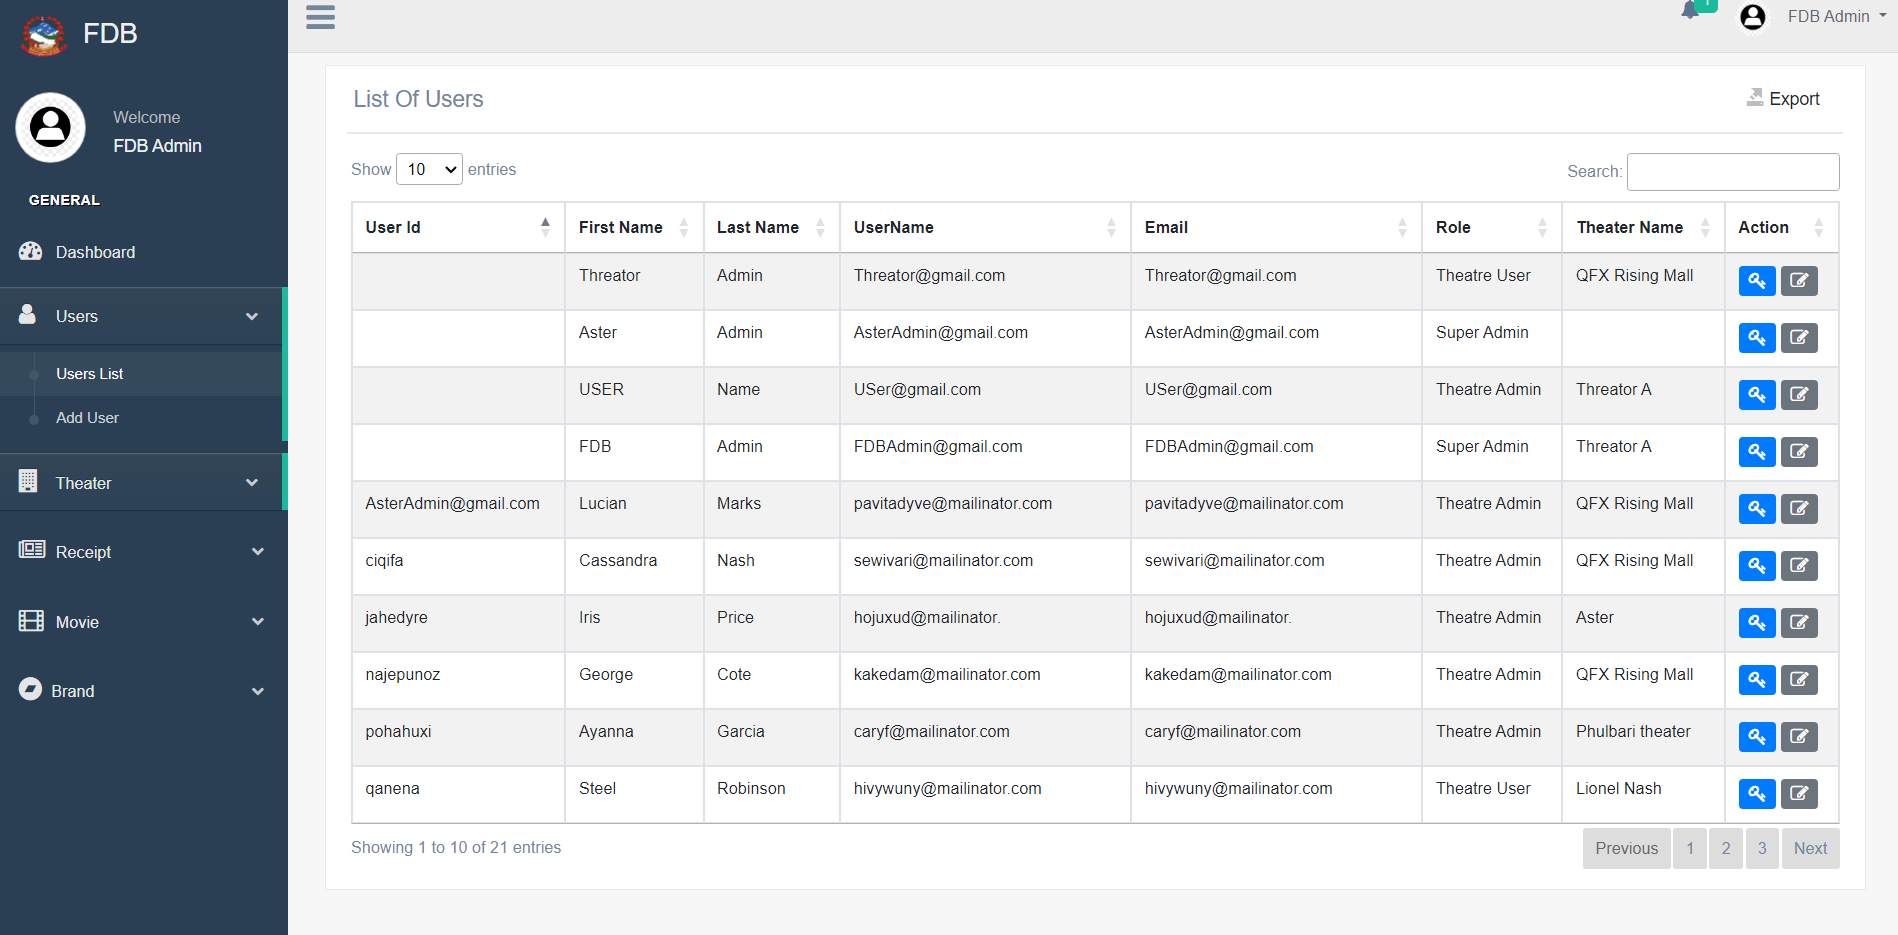 FDB
Welcome
FDB Admin
GENERAL
Dashboard
Users
Users List
Add User
Theater
Receipt
Movie
Brand
1
FDB Admin
List Of Users
Export
Show 10 entries
Search:
User Id First Name Last Name UserName Email Role Theater Name Action
Threator Admin Threator@gmail.com Threator@gmail.com Theatre User QFX Rising Mall
Aster Admin AsterAdmin@gmail.com AsterAdmin@gmail.com Super Admin
USER Name USer@gmail.com USer@gmail.com Theatre Admin Threator A
FDB Admin FDBAdmin@gmail.com FDBAdmin@gmail.com Super Admin Threator A
AsterAdmin@gmail.com Lucian Marks pavitadyve@mailinator.com pavitadyve@mailinator.com Theatre Admin QFX Rising Mall
ciqifa Cassandra Nash sewivari@mailinator.com sewivari@mailinator.com Theatre Admin QFX Rising Mall
jahedyre Iris Price hojuxud@mailinator. hojuxud@mailinator. Theatre Admin Aster
najepunoz George Cote kakedam@mailinator.com kakedam@mailinator.com Theatre Admin QFX Rising Mall
pohahuxi Ayanna Garcia caryf@mailinator.com caryf@mailinator.com Theatre Admin Phulbari theater
qanena Steel Robinson hivywuny@mailinator.com hivywuny@mailinator.com Theatre User Lionel Nash
Showing 1 to 10 of 21 entries
Previous 1 2 3 Next